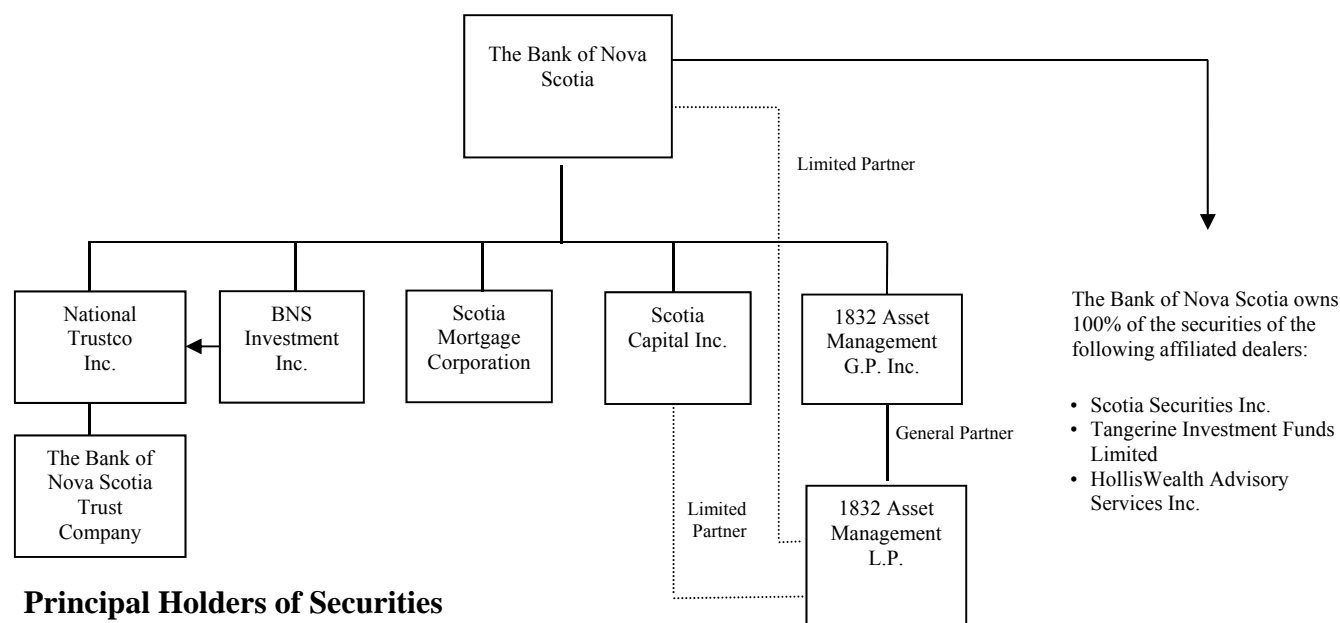 The Bank of Nova
Scotia
Limited Partner
National
Trustco
Inc.
BNS
Investment
Inc.
Scotia
Mortgage
Corporation
Scotia
Capital Inc.
1832 Asset
Management
G.P. Inc.
The Bank of Nova Scotia owns
100% of the securities of the
following affiliated dealers:
• Scotia Securities Inc.
• Tangerine Investment Funds
Limited
• HollisWealth Advisory
Services Inc.
General Partner
The Bank of
Nova Scotia
Trust
Company
Limited
Partner
1832 Asset
Management
L.P.
Principal Holders of Securities